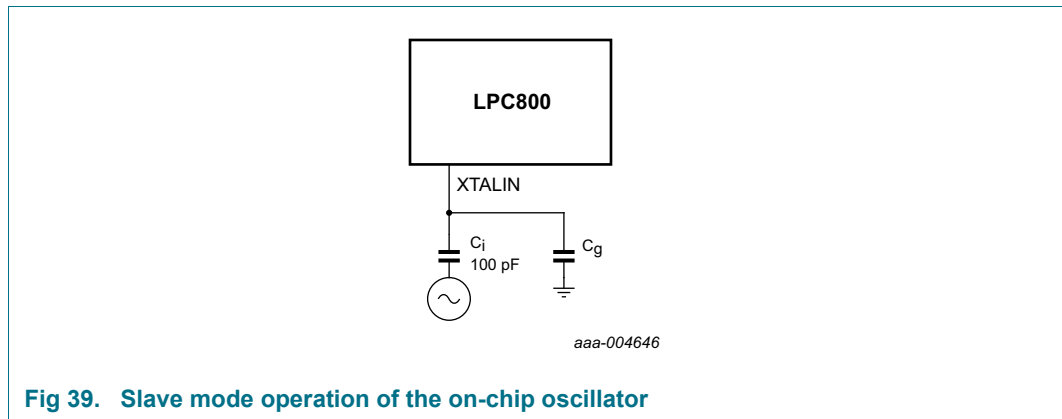 LPC800
XTALIN
Ci
100 pF
Cg
aaa-004646
Fig 39. Slave mode operation of the on-chip oscillator